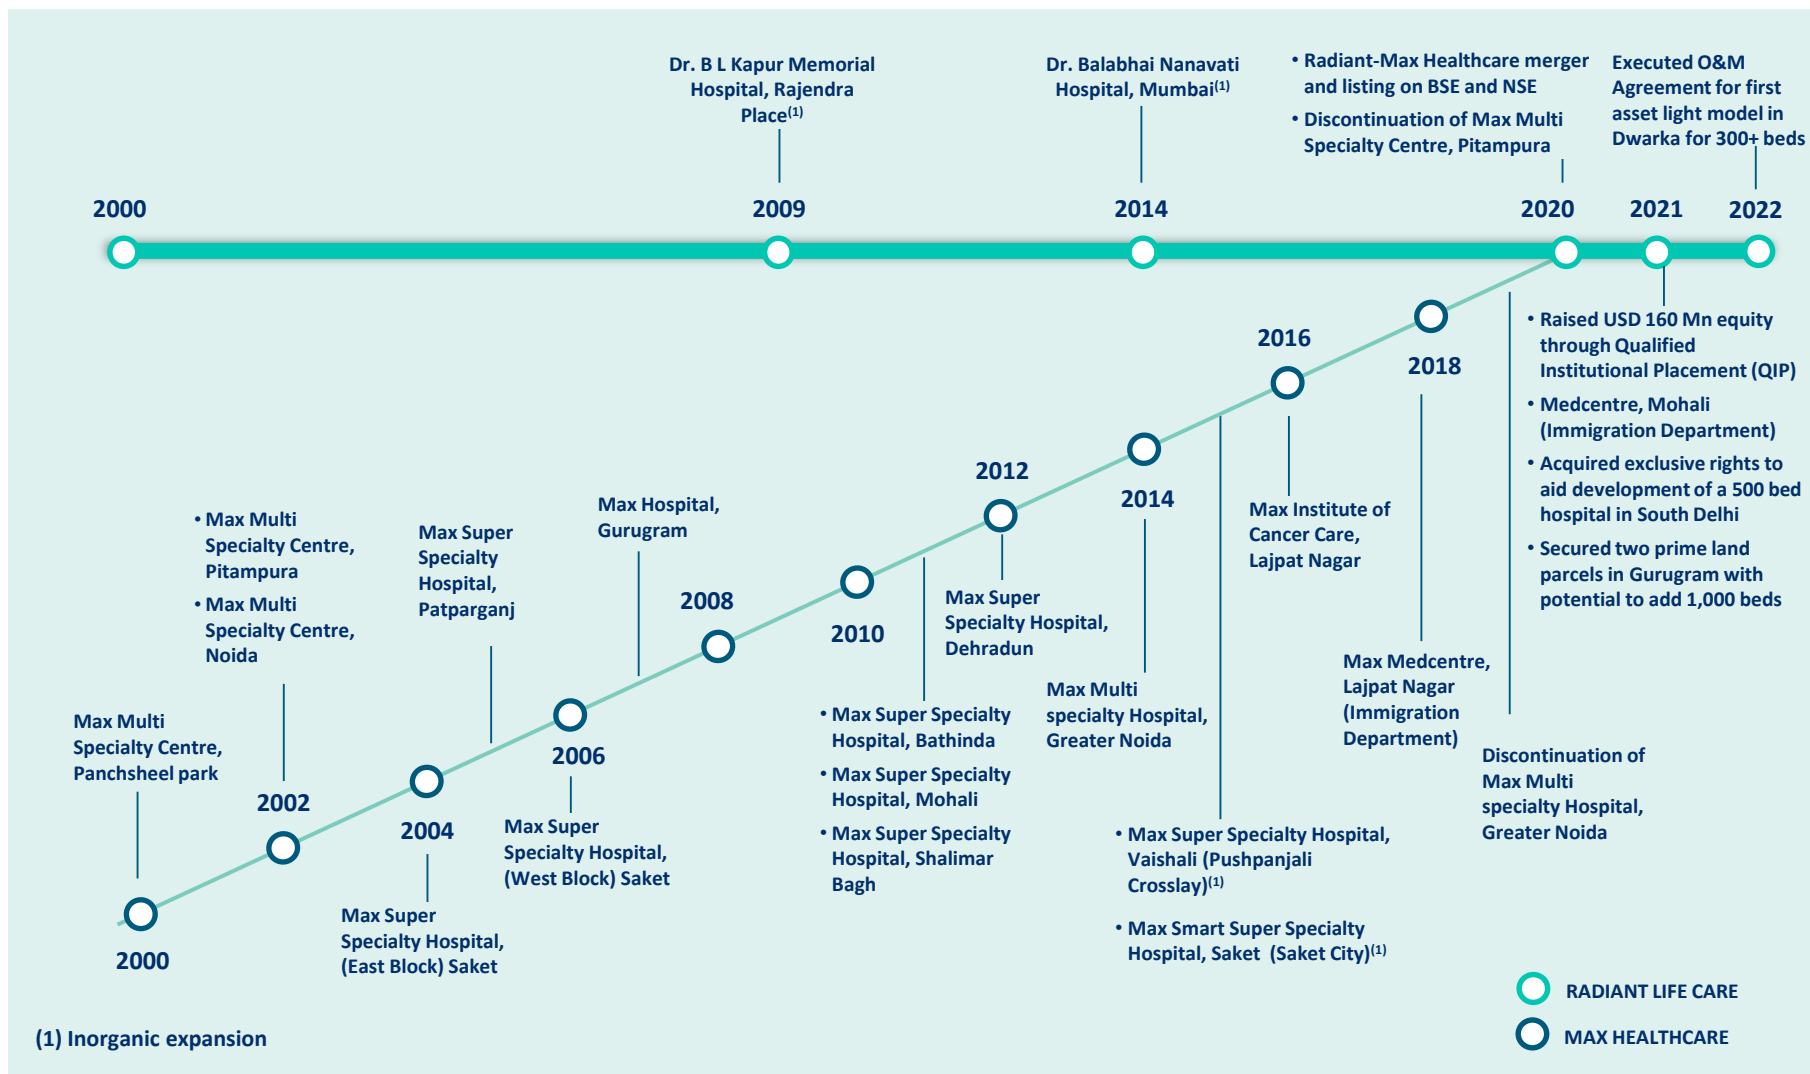 Dr. B L Kapur Memorial
Hospital, Rajendra
Place(1)
Dr. Balabhai Nanavati
Hospital, Mumbai(1)
• Radiant-Max Healthcare merger
and listing on BSE and NSE
• Discontinuation of Max Multi
Specialty Centre, Pitampura
Executed O&M
Agreement for first
asset light model in
Dwarka for 300+ beds
2000
2009
2014
2020
2021
2022
• Raised USD 160 Mn equity
through Qualified
Institutional Placement (QIP)
• Medcentre, Mohali
(Immigration Department)
• Acquired exclusive rights to
aid development of a 500 bed
hospital in South Delhi
• Secured two prime land
parcels in Gurugram with
potential to add 1,000 beds
Max Multi
Specialty Centre,
Panchsheel park
2000
• Max Multi
Specialty Centre,
Pitampura
• Max Multi
Specialty Centre,
Noida
2002
2004
Max Super
Specialty Hospital,
(East Block) Saket
Max Super
Specialty
Hospital,
Patparganj
2006
Max Super
Specialty Hospital,
(West Block) Saket
Max Hospital,
Gurugram
2008
2010
• Max Super Specialty
Hospital, Bathinda
• Max Super Specialty
Hospital, Mohali
• Max Super Specialty
Hospital, Shalimar
Bagh
2012
Max Super
Specialty Hospital,
Dehradun
2014
Max Multi
specialty Hospital,
Greater Noida
• Max Super Specialty Hospital,
Vaishali (Pushpanjali
Crosslay)(1)
• Max Smart Super Specialty
Hospital, Saket (Saket City)(1)
2016
Max Institute of
Cancer Care,
Lajpat Nagar
2018
Max Medcentre,
Lajpat Nagar
(Immigration
Department)
Discontinuation of
Max Multi
specialty Hospital,
Greater Noida
RADIANT LIFE CARE
MAX HEALTHCARE
(1) Inorganic expansion